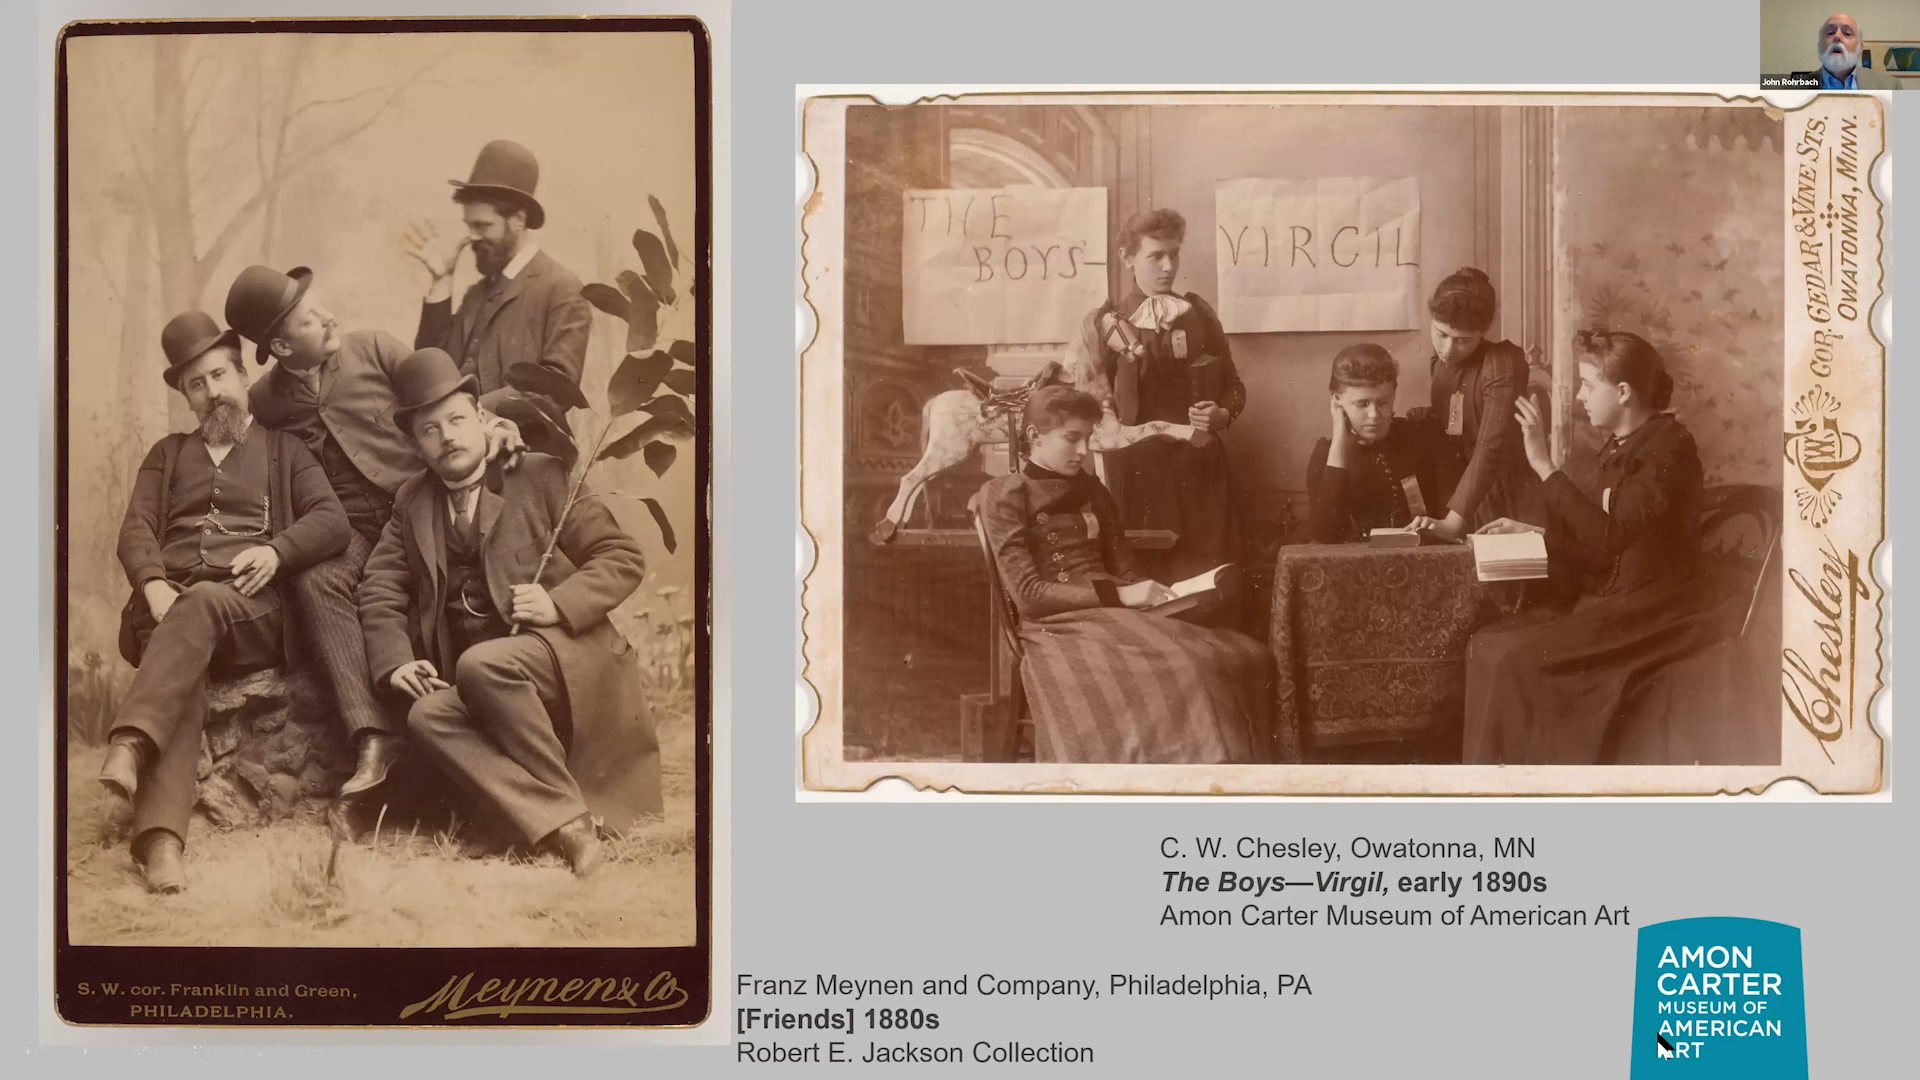 John Rohrbach
THE
BOYS—
VIRGIL
COR. CEDAR & VINE STS.
OWATONNA, MINN.
CWC
Chesley
S. W. cor. Franklin and Green,
PHILADELPHIA.
Meynen & Co
C. W. Chesley, Owatonna, MN
The Boys—Virgil, early 1890s
Amon Carter Museum of American Art
Franz Meynen and Company, Philadelphia, PA
[Friends] 1880s
Robert E. Jackson Collection
AMON
CARTER
MUSEUM OF
AMERICAN
ART